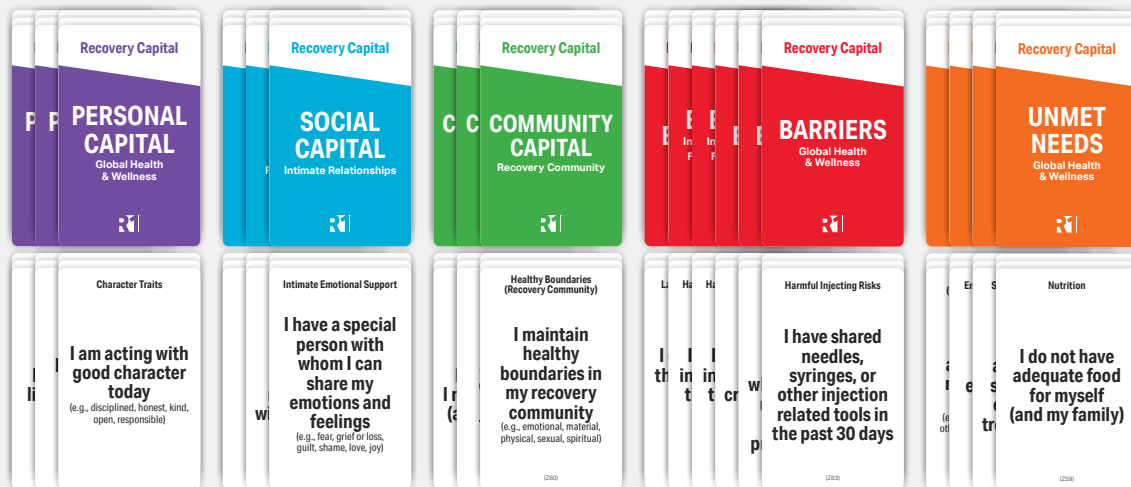 Recovery Capital
PERSONAL
CAPITAL
Global Health
& Wellness
Recovery Capital
SOCIAL
CAPITAL
Intimate Relationships
Recovery Capital
COMMUNITY
CAPITAL
Recovery Community
Recovery Capital
BARRIERS
Global Health
& Wellness
Recovery Capital
UNMET
NEEDS
Global Health
& Wellness
Character Traits
I am acting with
good character
today
(e.g., disciplined, honest, kind,
open, responsible)
Intimate Emotional Support
I have a special
person with
whom I can
share my
emotions and
feelings
(e.g., fear, grief or loss,
guilt, shame, love, joy)
Healthy Boundaries
(Recovery Community)
I maintain
healthy
boundaries in
my recovery
community
(e.g., emotional, material,
physical, sexual, spiritual)
(Z60)
Harmful Injecting Risks
I have shared
needles,
syringes, or
other injection
related tools in
the past 30 days
(Z63)
Nutrition
I do not have
adequate food
for myself
(and my family)
(Z59)